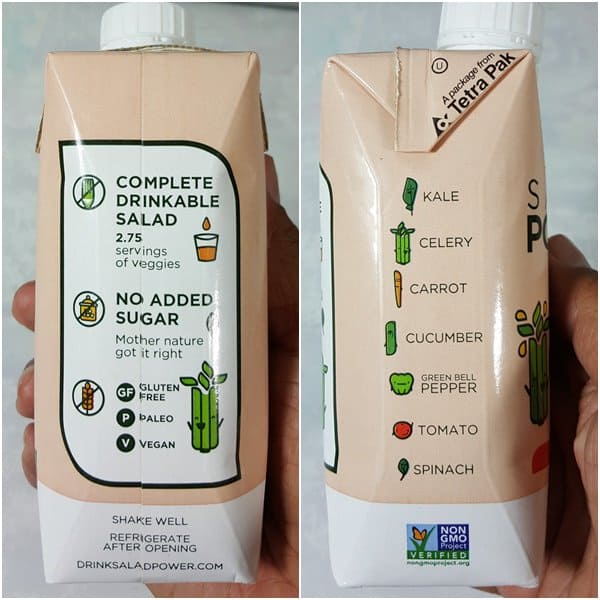 COMPLETE
DRINKABLE
SALAD
2.75
servings
of veggies
NO ADDED
SUGAR
Mother nature
got it right
GF GLUTEN
FREE
P PALEO
V VEGAN
SHAKE WELL
REFRIGERATE
AFTER OPENING
DRINKSALADPOWER.COM
U
A package from
Tetra Pak
KALE
CELERY
CARROT
CUCUMBER
GREEN BELL
PEPPER
TOMATO
SPINACH
NON
GMO
Project
VERIFIED
nongmoproject.org